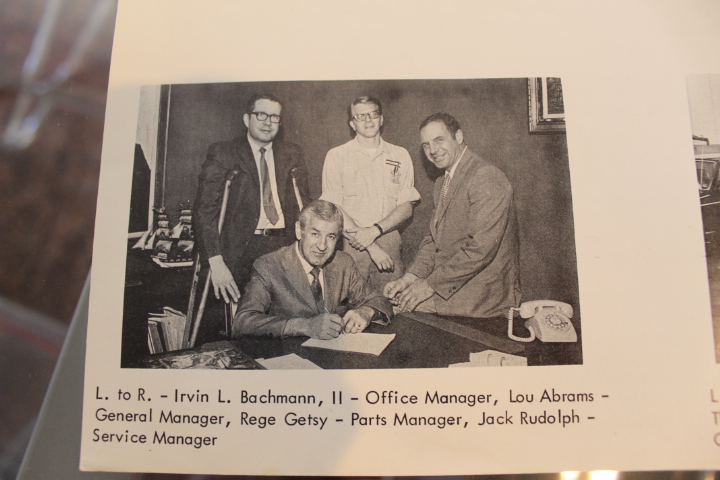 L. to R. - Irvin L. Bachmann, II - Office Manager, Lou Abrams -
General Manager, Rege Getsy - Parts Manager, Jack Rudolph -
Service Manager